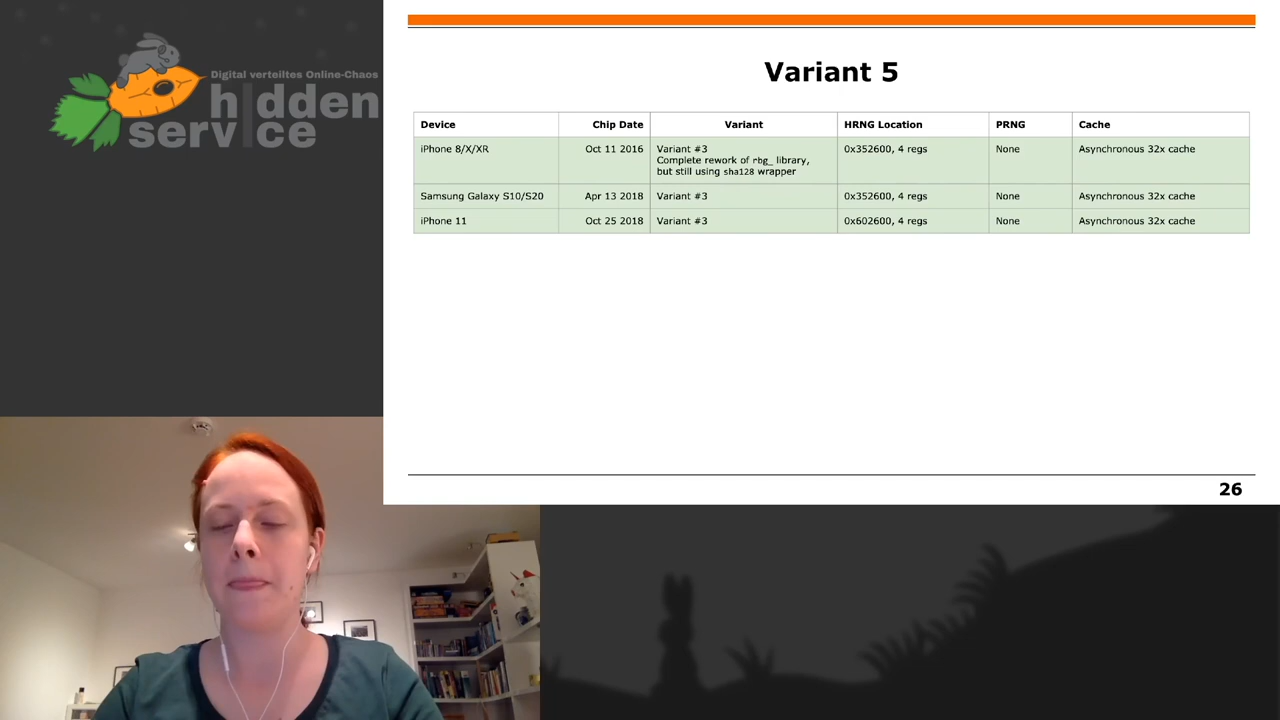 Digital verteiltes Online-Chaos
hidden
service
Variant 5
Device Chip Date Variant HRNG Location PRNG Cache
iPhone 8/X/XR Oct 11 2016 Variant #3 0x352600, 4 regs None Asynchronous 32x cache
Complete rework of rbg_ library,
but still using sha128 wrapper
Samsung Galaxy S10/S20 Apr 13 2018 Variant #3 0x352600, 4 regs None Asynchronous 32x cache
iPhone 11 Oct 25 2018 Variant #3 0x602600, 4 regs None Asynchronous 32x cache
26